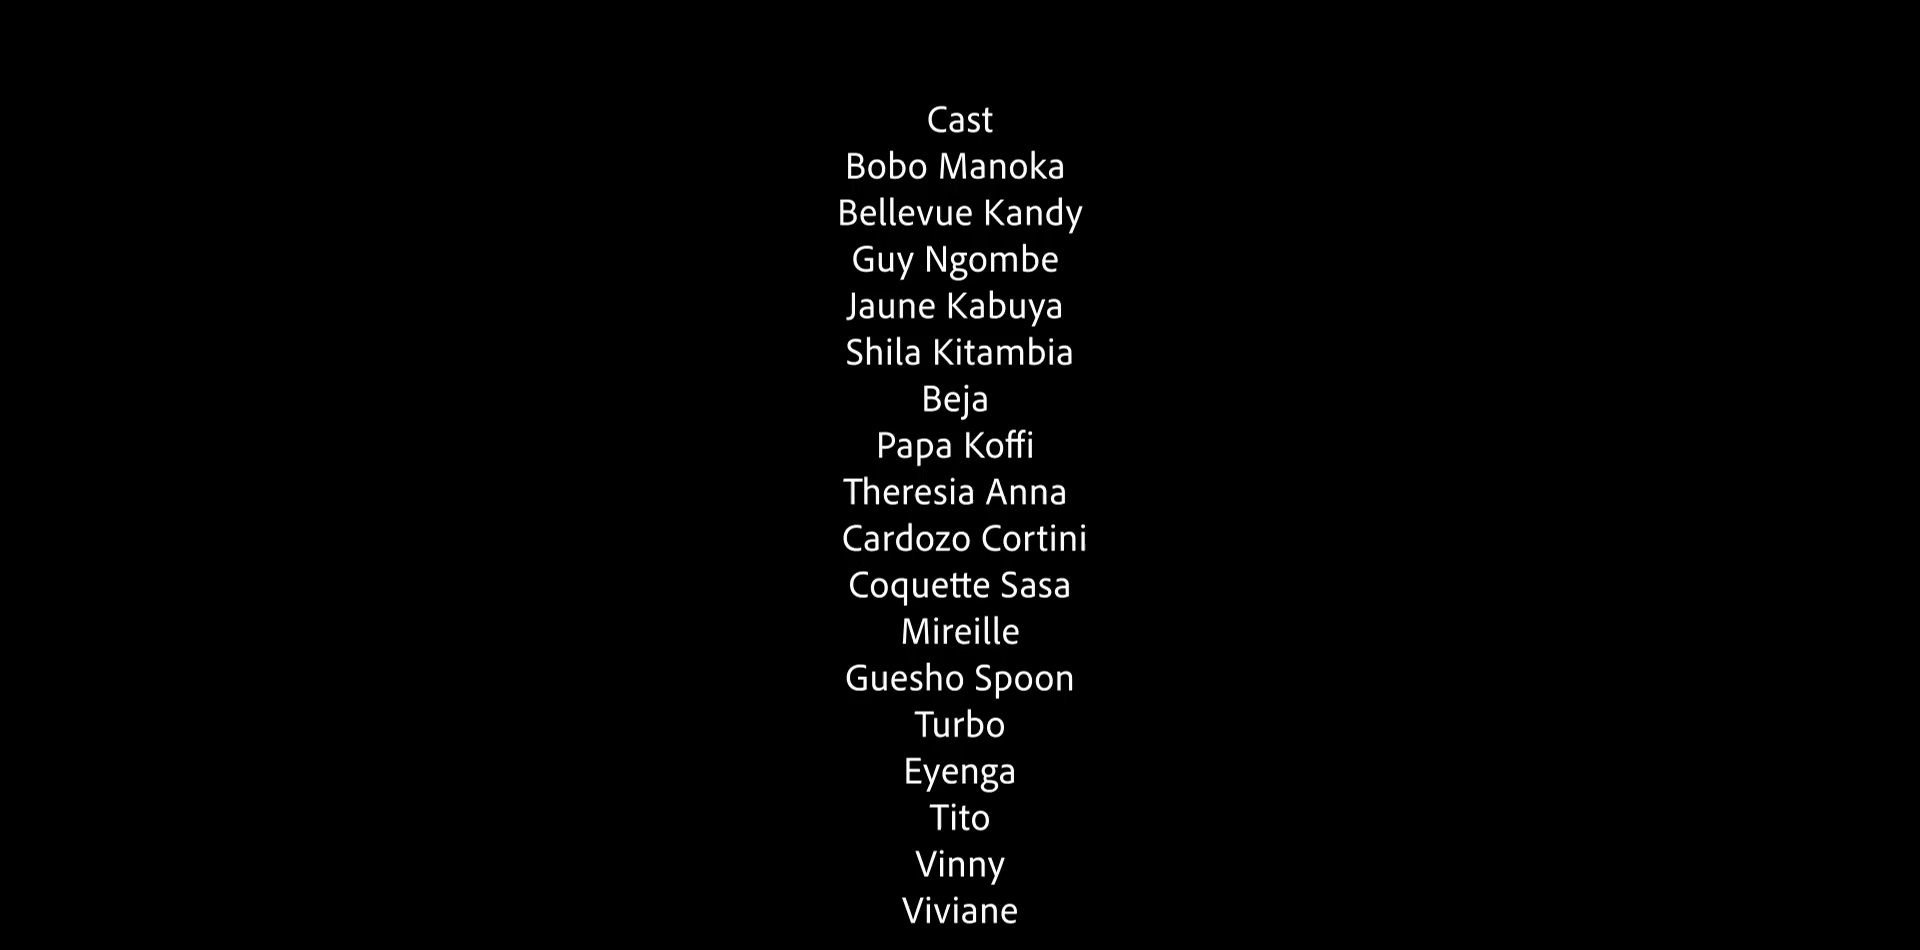 Cast
Bobo Manoka
Bellevue Kandy
Guy Ngombe
Jaune Kabuya
Shila Kitambia
Beja
Papa Koffi
Theresia Anna
Cardozo Cortini
Coquette Sasa
Mireille
Guesho Spoon
Turbo
Eyenga
Tito
Vinny
Viviane